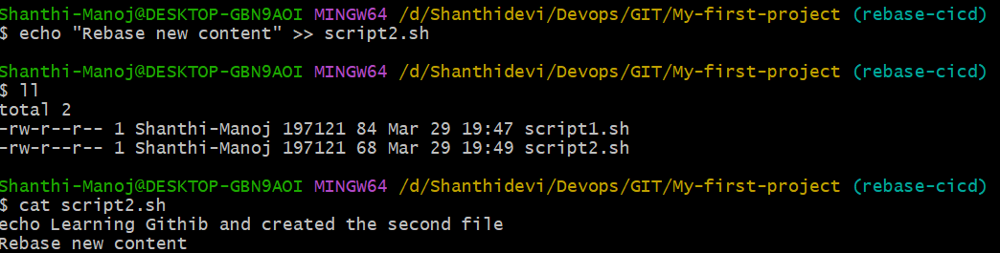 Shanthi-Manoj@DESKTOP-GBN9AOI MINGW64 /d/Shanthidevi/Devops/GIT/My-first-project (rebase-cicd)
$ echo "Rebase new content" >> script2.sh
Shanthi-Manoj@DESKTOP-GBN9AOI MINGW64 /d/Shanthidevi/Devops/GIT/My-first-project (rebase-cicd)
$ ll
total 2
-rw-r--r-- 1 Shanthi-Manoj 197121 84 Mar 29 19:47 script1.sh
-rw-r--r-- 1 Shanthi-Manoj 197121 68 Mar 29 19:49 script2.sh
Shanthi-Manoj@DESKTOP-GBN9AOI MINGW64 /d/Shanthidevi/Devops/GIT/My-first-project (rebase-cicd)
$ cat script2.sh
echo Learning Githib and created the second file
Rebase new content